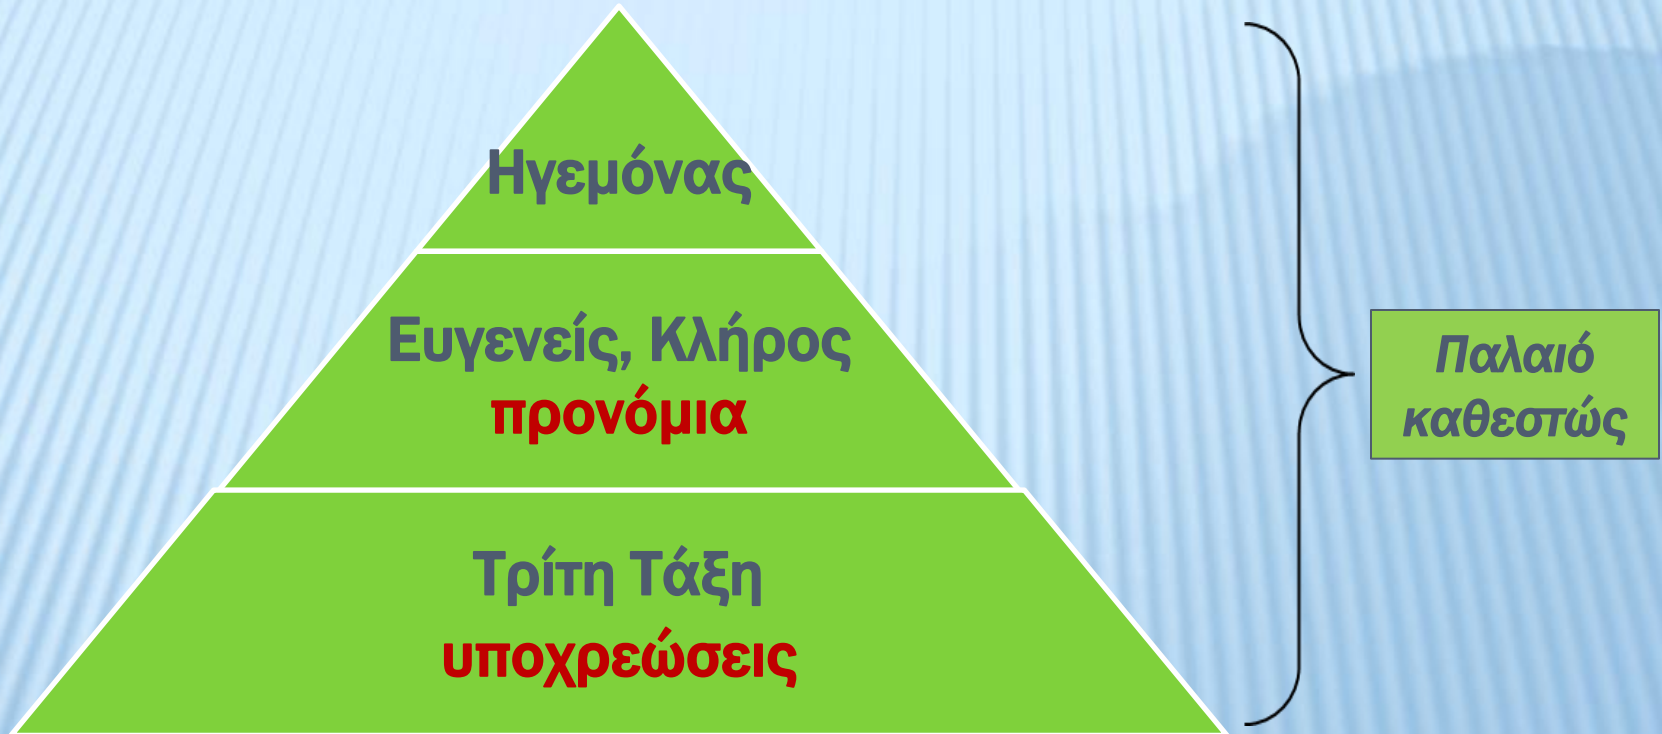 Ηγεμόνας
Ευγενείς, Κλήρος
προνόμια
Τρίτη Τάξη
υποχρεώσεις
Παλαιό
καθεστώς